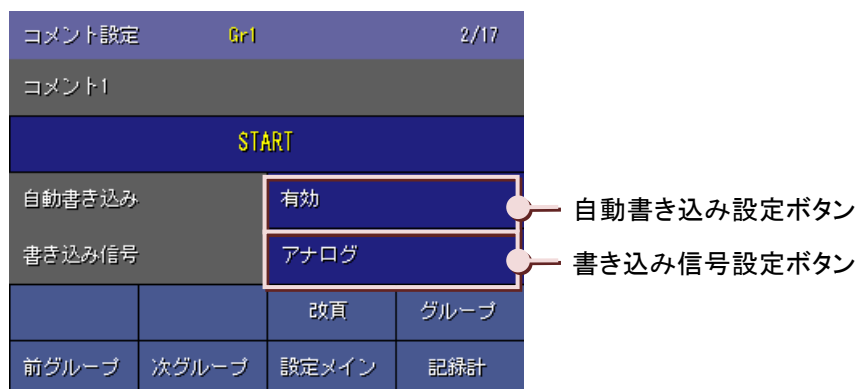 コメント設定 Gr1 2/17
コメント1
START
自動書き込み 有効
自動書き込み設定ボタン
書き込み信号 アナログ
書き込み信号設定ボタン
改頁 グループ
前グループ 次グループ 設定メイン 記録計